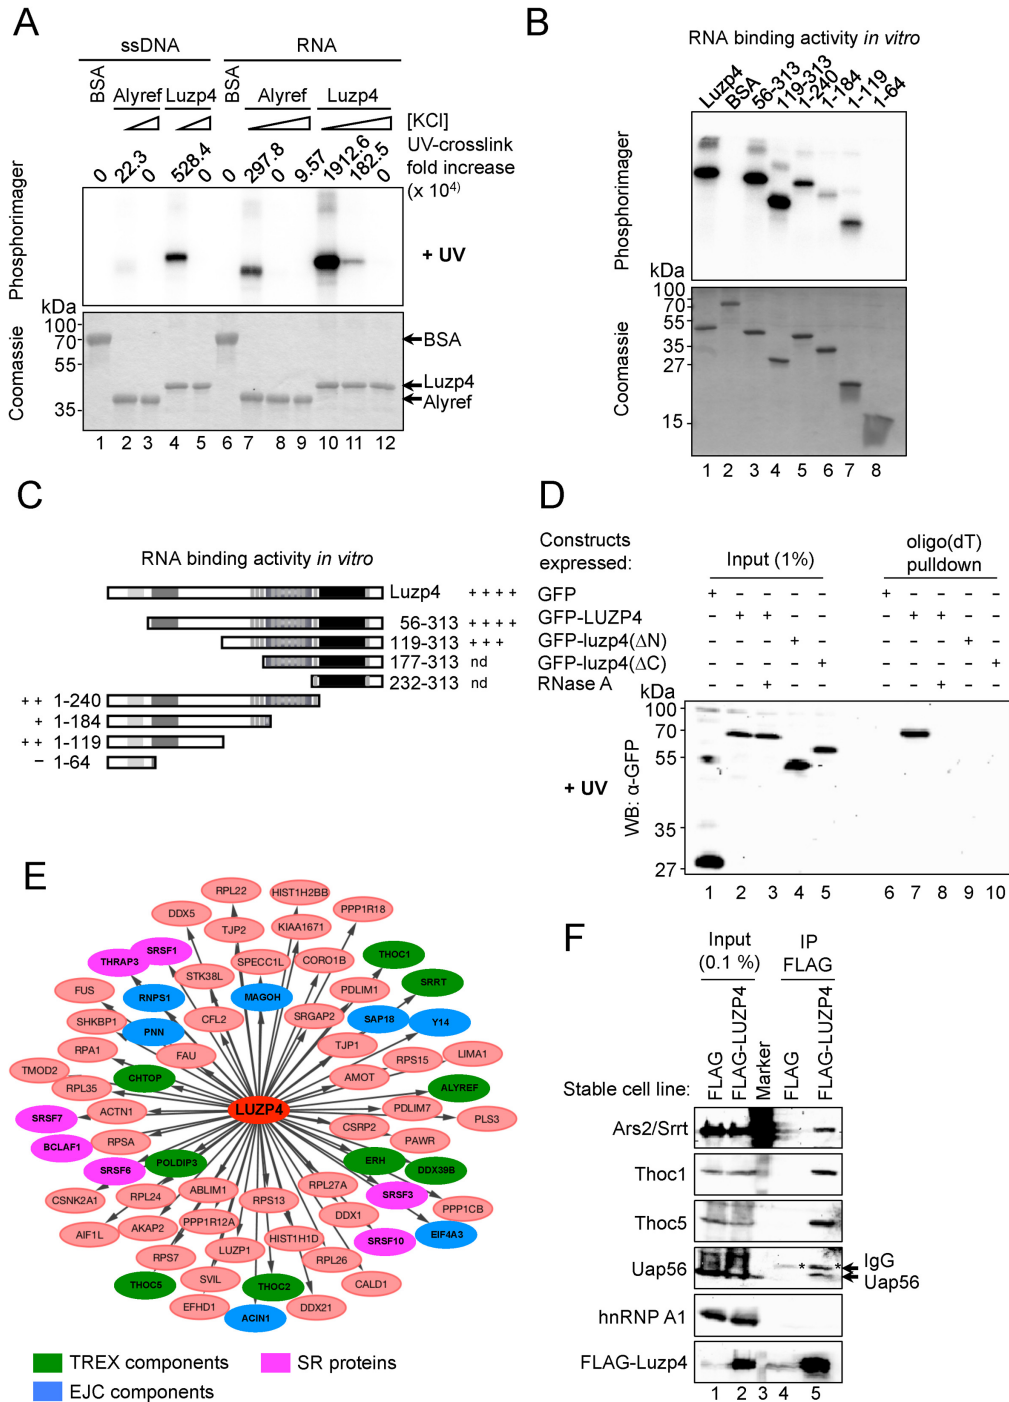 A
ssDNA
RNA
BSA
Alyref
Luzp4
BSA
Alyref
Luzp4
[KCl]
UV-crosslink
fold increase
(x 10⁴)
0 22.3 0 528.4 0 0 297.8 0 9.57 1912.6 182.5 0
Phosphorimager
+ UV
kDa
100
70
55
35
Coomassie
BSA
Luzp4
Alyref
1 2 3 4 5 6 7 8 9 10 11 12
B
RNA binding activity in vitro
Luzp4 BSA 56-313 119-313 1-240 1-184 1-119 1-64
Phosphorimager
kDa
100
70
55
35
27
15
Coomassie
1 2 3 4 5 6 7 8
C
RNA binding activity in vitro
Luzp4 ++++
56-313 ++++
119-313 +++
177-313 nd
232-313 nd
++ 1-240
+ 1-184
++ 1-119
– 1-64
D
Constructs
expressed:
Input (1%)
oligo(dT)
pulldown
GFP + – – – – + – – – –
GFP-LUZP4 – + + – – – + + – –
GFP-luzp4(ΔN) – – – + – – – – + –
GFP-luzp4(ΔC) – – – – + – – – – +
RNase A – – + – – – – + – –
kDa
100
70
55
35
27
+ UV
WB: α-GFP
1 2 3 4 5 6 7 8 9 10
E
RPL22
HIST1H2BB
DDX5
PPP1R18
TJP2
KIAA1671
SRSF1
THRAP3
THOC1
SPECC1L
CORO1B
STK38L
SRRT
FUS
RNPS1
MAGOH
PDLIM1
SHKBP1
CFL2
SRGAP2
SAP18
Y14
PNN
TJP1
RPA1
FAU
RPS15
LIMA1
TMOD2
CHTOP
AMOT
RPL35
ALYREF
LUZP4
SRSF7
ACTN1
PDLIM7
PLS3
CSRP2
BCLAF1
RPSA
PAWR
POLDIP3
ERH
SRSF6
DDX39B
CSNK2A1
RPL24
ABLIM1
RPL27A
SRSF3
RPS13
PPP1CB
AIF1L
AKAP2
PPP1R12A
DDX1
EIF4A3
RPS7
LUZP1
HIST1H1D
SRSF10
RPL26
THOC5
SVIL
THOC2
CALD1
EFHD1
DDX21
ACIN1
TREX components
SR proteins
EJC components
F
Input
(0.1 %)
IP
FLAG
Stable cell line:
FLAG FLAG-LUZP4 Marker FLAG FLAG-LUZP4
Ars2/Srrt
Thoc1
Thoc5
Uap56
* *
IgG
Uap56
hnRNP A1
FLAG-Luzp4
1 2 3 4 5